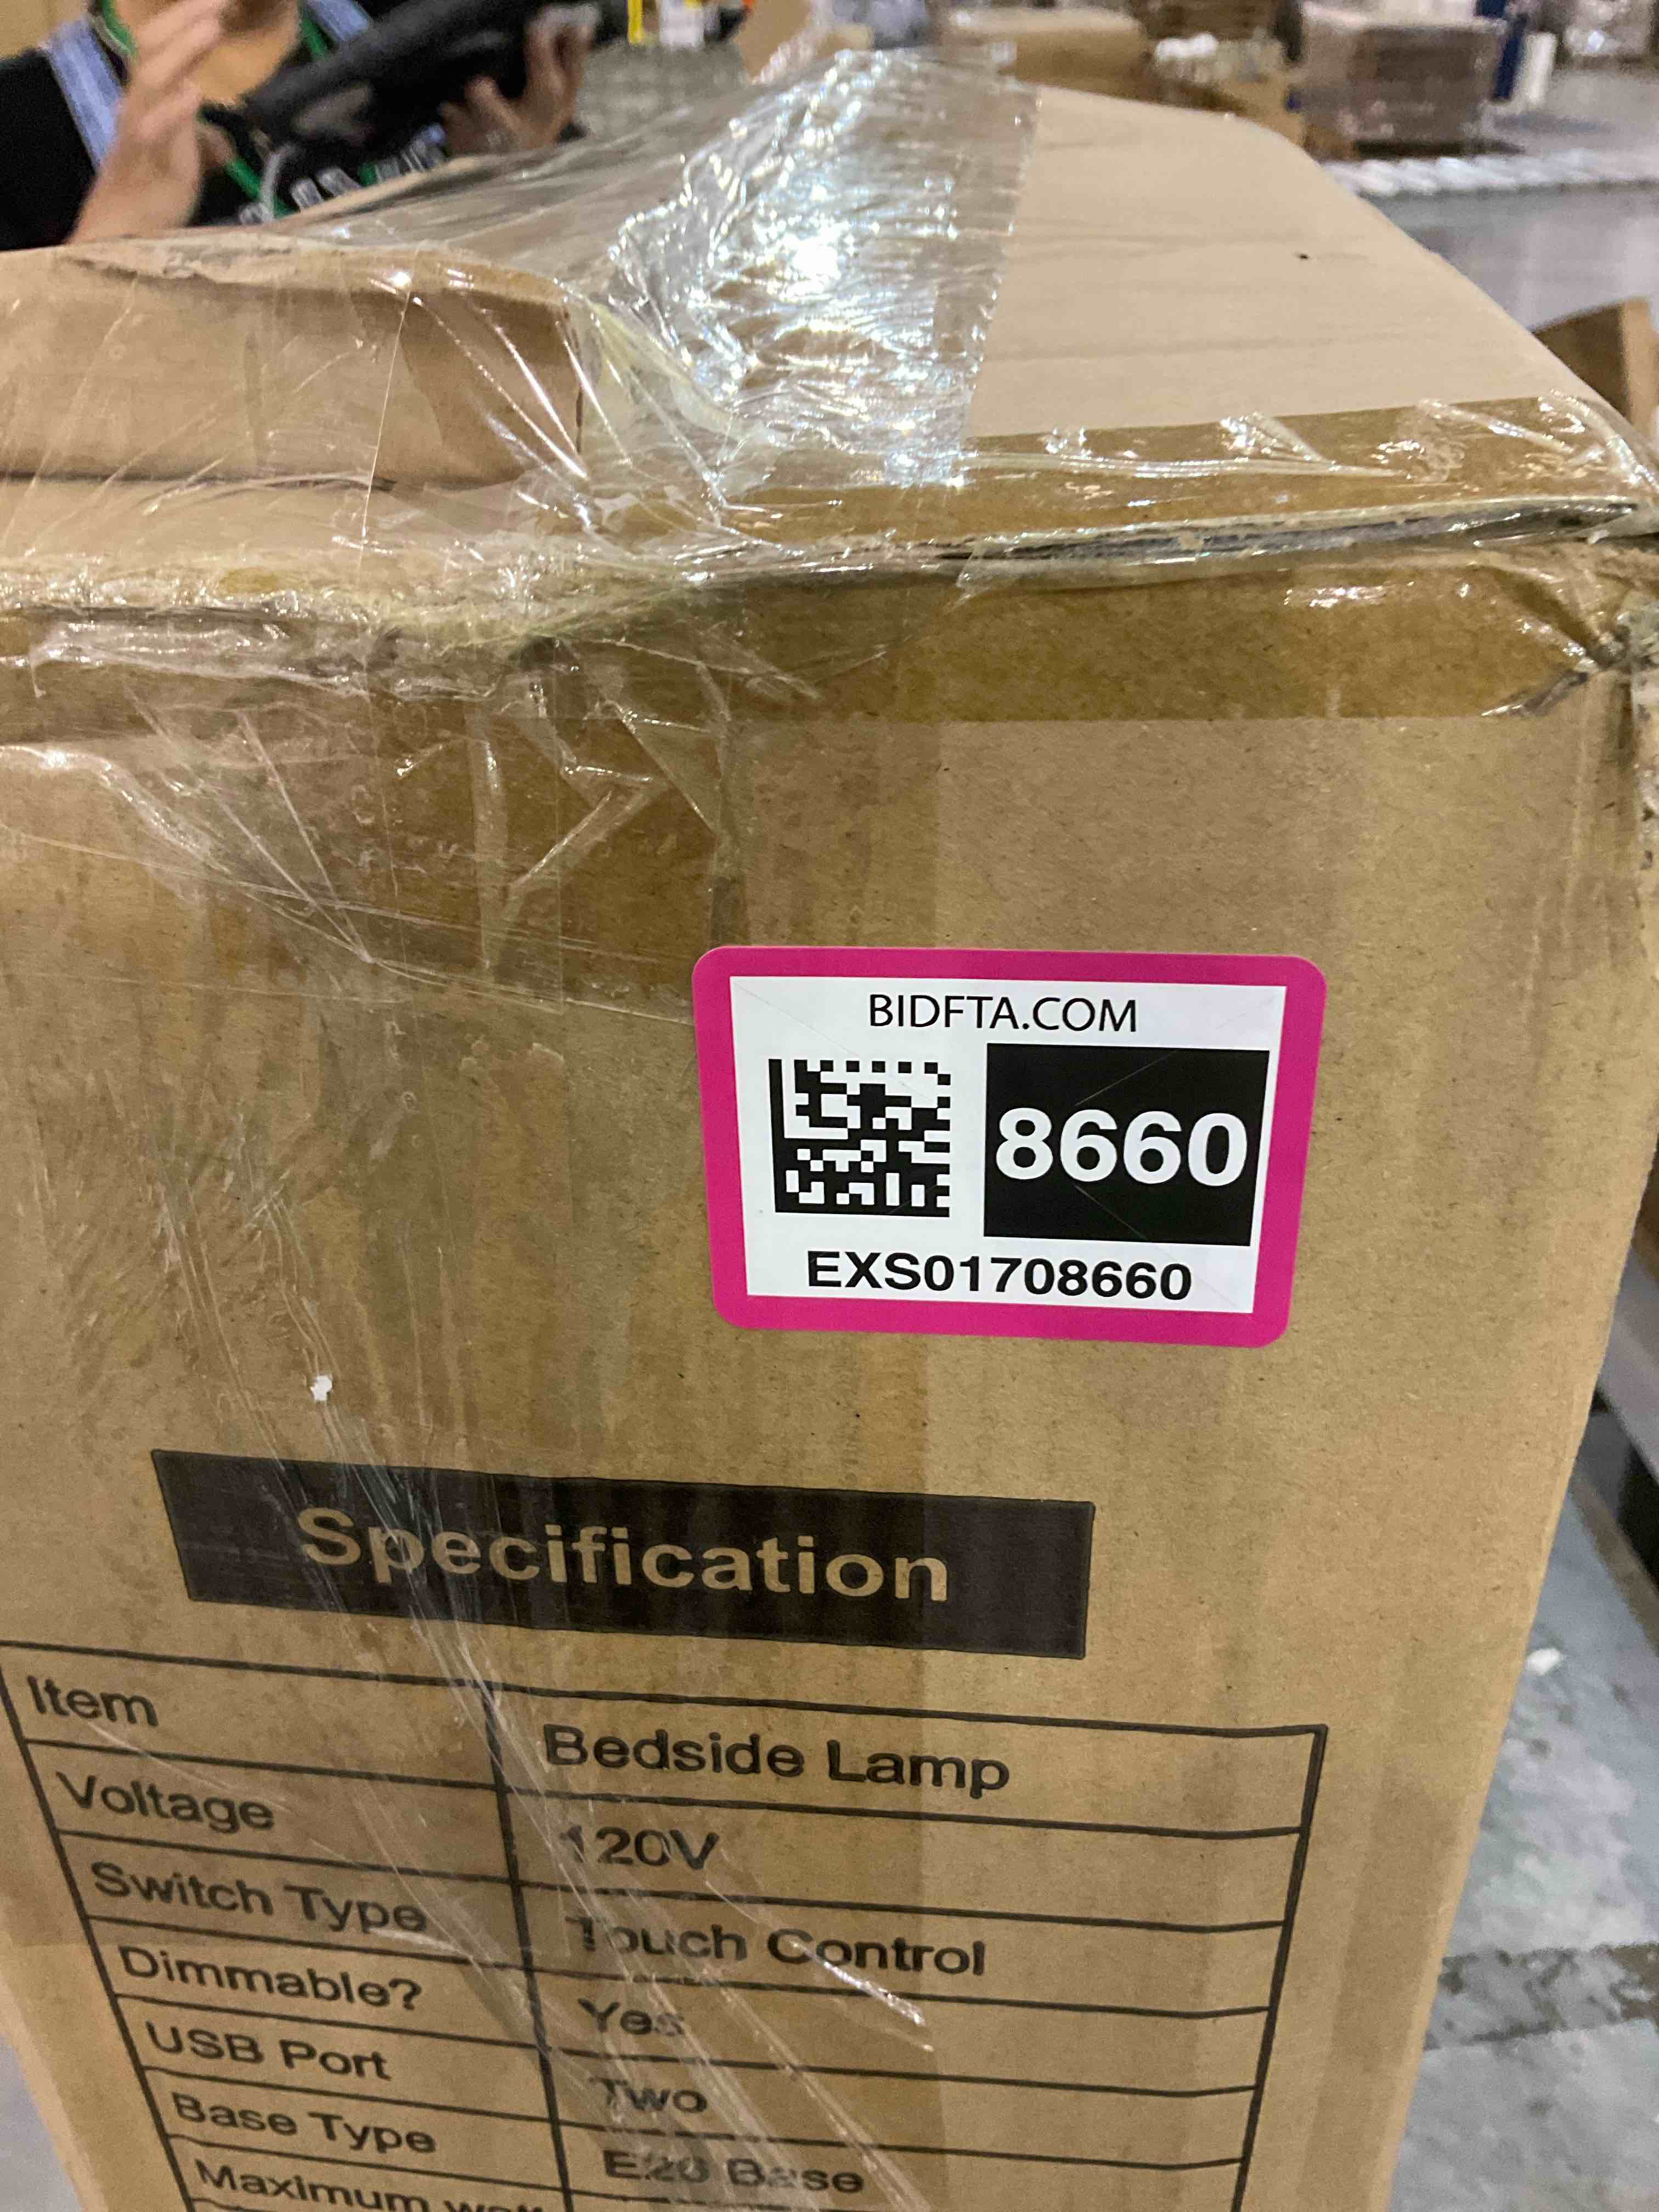 BIDFTA.COM
8660
EXS01708660
Specification
Item Bedside Lamp
Voltage 120V
Switch Type Touch Control
Dimmable? Yes
USB Port Two
Base Type E26 Base
Maximum